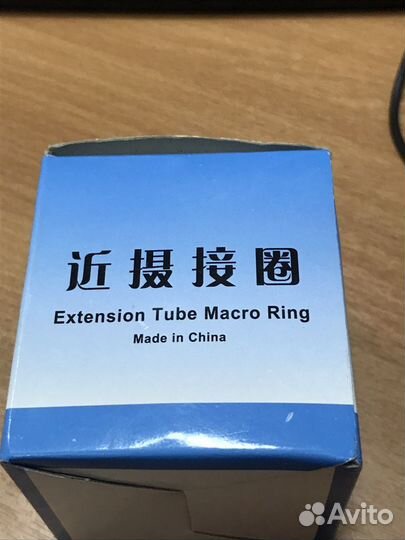 近摄接圈
Extension Tube Macro Ring
Made in China
Avito